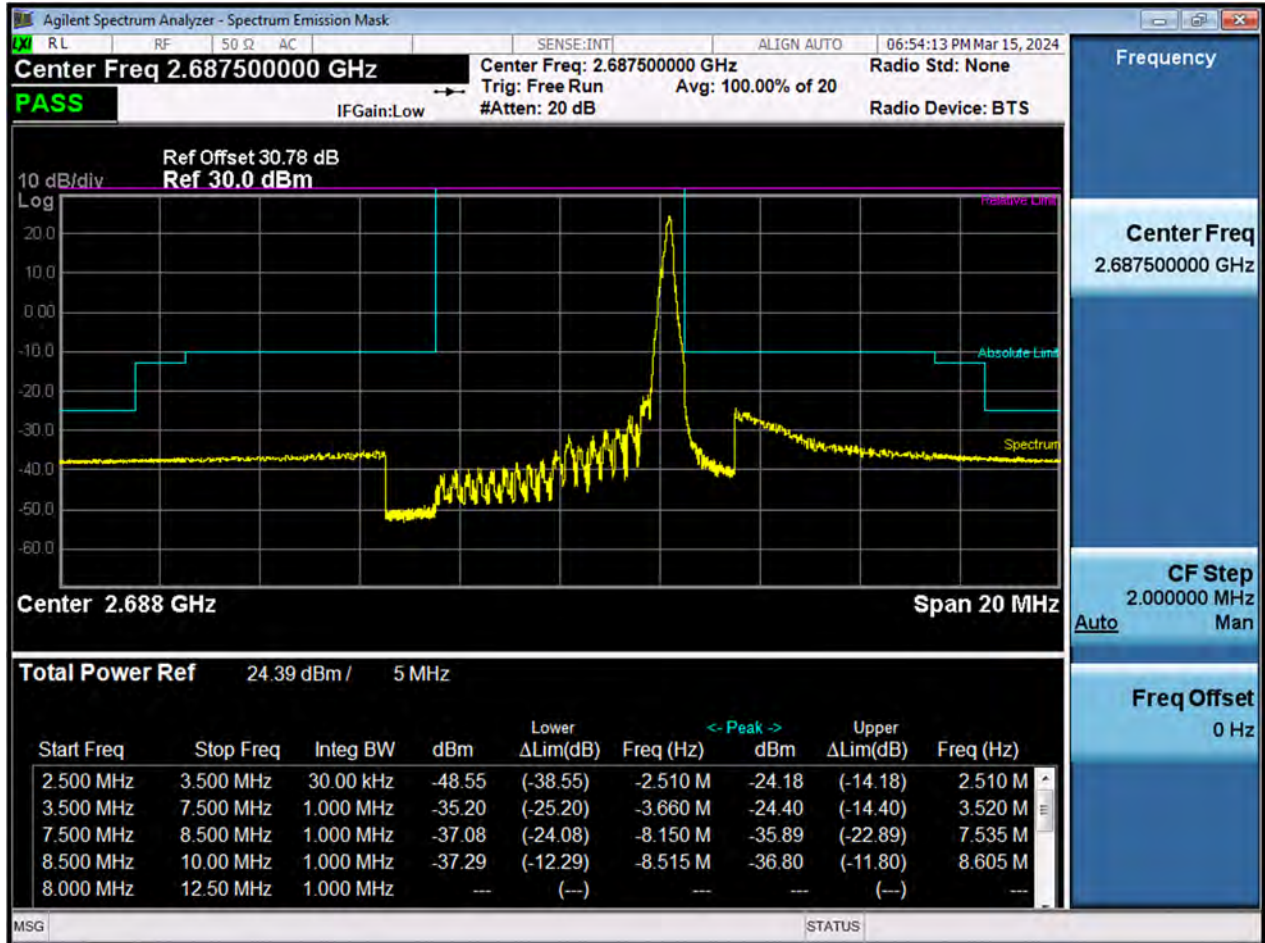 Agilent Spectrum Analyzer - Spectrum Emission Mask
LXI RL RF 50 Ω AC SENSE:INT ALIGN AUTO 06:54:13 PM Mar 15, 2024
Center Freq 2.687500000 GHz Center Freq: 2.687500000 GHz Radio Std: None
Trig: Free Run Avg: 100.00% of 20
PASS IFGain:Low #Atten: 20 dB Radio Device: BTS
Ref Offset 30.78 dB
10 dB/div Ref 30.0 dBm
Log
Relative Limit
20.0
10.0
0.00
-10.0
Absolute Limit
-20.0
-30.0
Spectrum
-40.0
-50.0
-60.0
Center 2.688 GHz Span 20 MHz
Total Power Ref 24.39 dBm / 5 MHz
Lower <- Peak -> Upper
Start Freq Stop Freq Integ BW dBm ΔLim(dB) Freq (Hz) dBm ΔLim(dB) Freq (Hz)
2.500 MHz 3.500 MHz 30.00 kHz -48.55 (-38.55) -2.510 M -24.18 (-14.18) 2.510 M
3.500 MHz 7.500 MHz 1.000 MHz -35.20 (-25.20) -3.660 M -24.40 (-14.40) 3.520 M
7.500 MHz 8.500 MHz 1.000 MHz -37.08 (-24.08) -8.150 M -35.89 (-22.89) 7.535 M
8.500 MHz 10.00 MHz 1.000 MHz -37.29 (-12.29) -8.515 M -36.80 (-11.80) 8.605 M
8.000 MHz 12.50 MHz 1.000 MHz --- (---) --- --- (---) ---
MSG STATUS
Frequency
Center Freq
2.687500000 GHz
CF Step
2.000000 MHz
Auto Man
Freq Offset
0 Hz